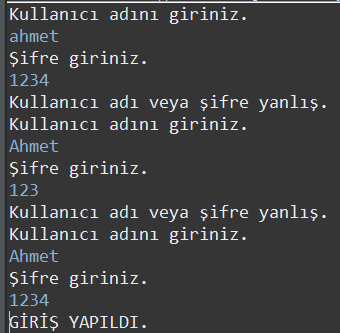 Kullanıcı adını giriniz.
ahmet
Şifre giriniz.
1234
Kullanıcı adı veya şifre yanlış.
Kullanıcı adını giriniz.
Ahmet
Şifre giriniz.
123
Kullanıcı adı veya şifre yanlış.
Kullanıcı adını giriniz.
Ahmet
Şifre giriniz.
1234
GİRİŞ YAPILDI.